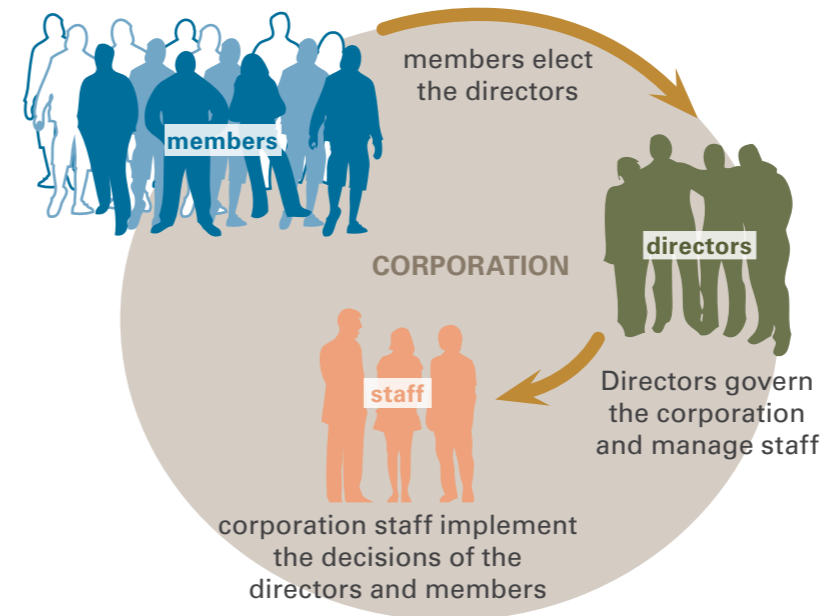 members elect
the directors
members
directors
CORPORATION
staff
Directors govern
the corporation
and manage staff
corporation staff implement
the decisions of the
directors and members